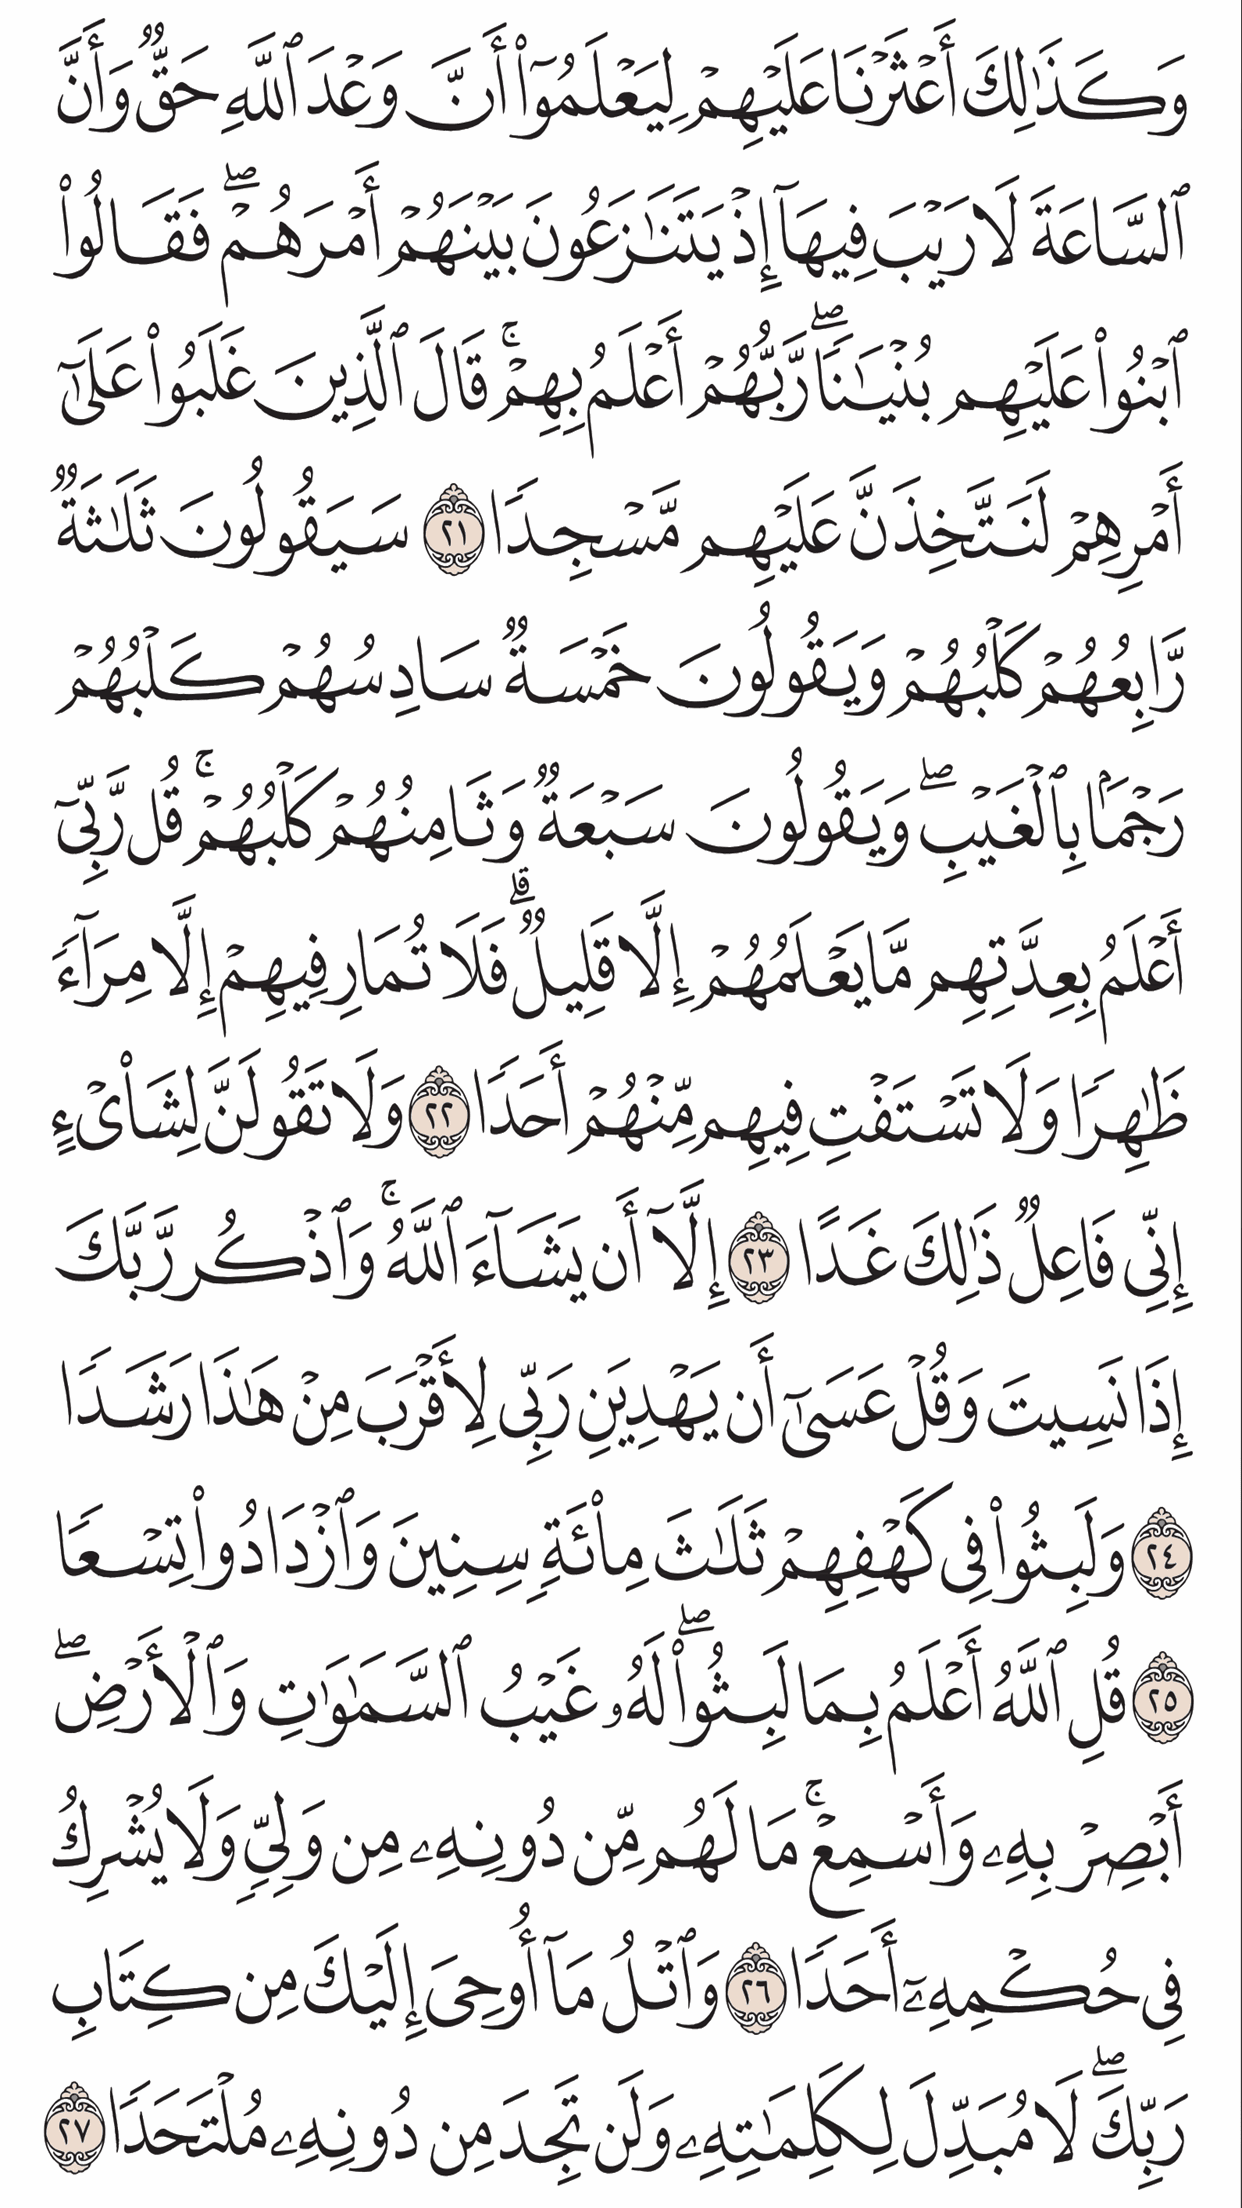 وَكَذَٰلِكَ أَعۡثَرۡنَا عَلَيۡهِمۡ لِيَعۡلَمُوٓاْ أَنَّ وَعۡدَ ٱللَّهِ حَقّٞ وَأَنَّ
ٱلسَّاعَةَ لَا رَيۡبَ فِيهَآ إِذۡ يَتَنَٰزَعُونَ بَيۡنَهُمۡ أَمۡرَهُمۡۖ فَقَالُواْ
ٱبۡنُواْ عَلَيۡهِم بُنۡيَٰنٗاۖ رَّبُّهُمۡ أَعۡلَمُ بِهِمۡۚ قَالَ ٱلَّذِينَ غَلَبُواْ عَلَىٰٓ
أَمۡرِهِمۡ لَنَتَّخِذَنَّ عَلَيۡهِم مَّسۡجِدٗا ٢١ سَيَقُولُونَ ثَلَٰثَةٞ
رَّابِعُهُمۡ كَلۡبُهُمۡ وَيَقُولُونَ خَمۡسَةٞ سَادِسُهُمۡ كَلۡبُهُمۡ
رَجۡمَۢا بِٱلۡغَيۡبِۖ وَيَقُولُونَ سَبۡعَةٞ وَثَامِنُهُمۡ كَلۡبُهُمۡۚ قُل رَّبِّيٓ
أَعۡلَمُ بِعِدَّتِهِم مَّا يَعۡلَمُهُمۡ إِلَّا قَلِيلٞۗ فَلَا تُمَارِ فِيهِمۡ إِلَّا مِرَآءٗ
ظَٰهِرٗا وَلَا تَسۡتَفۡتِ فِيهِم مِّنۡهُمۡ أَحَدٗا ٢٢ وَلَا تَقُولَنَّ لِشَاْيۡءٍ
إِنِّي فَاعِلٞ ذَٰلِكَ غَدًا ٢٣ إِلَّآ أَن يَشَآءَ ٱللَّهُۚ وَٱذۡكُر رَّبَّكَ
إِذَا نَسِيتَ وَقُلۡ عَسَىٰٓ أَن يَهۡدِيَنِ رَبِّي لِأَقۡرَبَ مِنۡ هَٰذَا رَشَدٗا
٢٤ وَلَبِثُواْ فِي كَهۡفِهِمۡ ثَلَٰثَ مِاْئَةٖ سِنِينَ وَٱزۡدَادُواْ تِسۡعٗا
٢٥ قُلِ ٱللَّهُ أَعۡلَمُ بِمَا لَبِثُواْۖ لَهُۥ غَيۡبُ ٱلسَّمَٰوَٰتِ وَٱلۡأَرۡضِۖ
أَبۡصِرۡ بِهِۦ وَأَسۡمِعۡۚ مَا لَهُم مِّن دُونِهِۦ مِن وَلِيّٖ وَلَا يُشۡرِكُ
فِي حُكۡمِهِۦٓ أَحَدٗا ٢٦ وَٱتۡلُ مَآ أُوحِيَ إِلَيۡكَ مِن كِتَابِ
رَبِّكَۖ لَا مُبَدِّلَ لِكَلِمَٰتِهِۦ وَلَن تَجِدَ مِن دُونِهِۦ مُلۡتَحَدٗا ٢٧